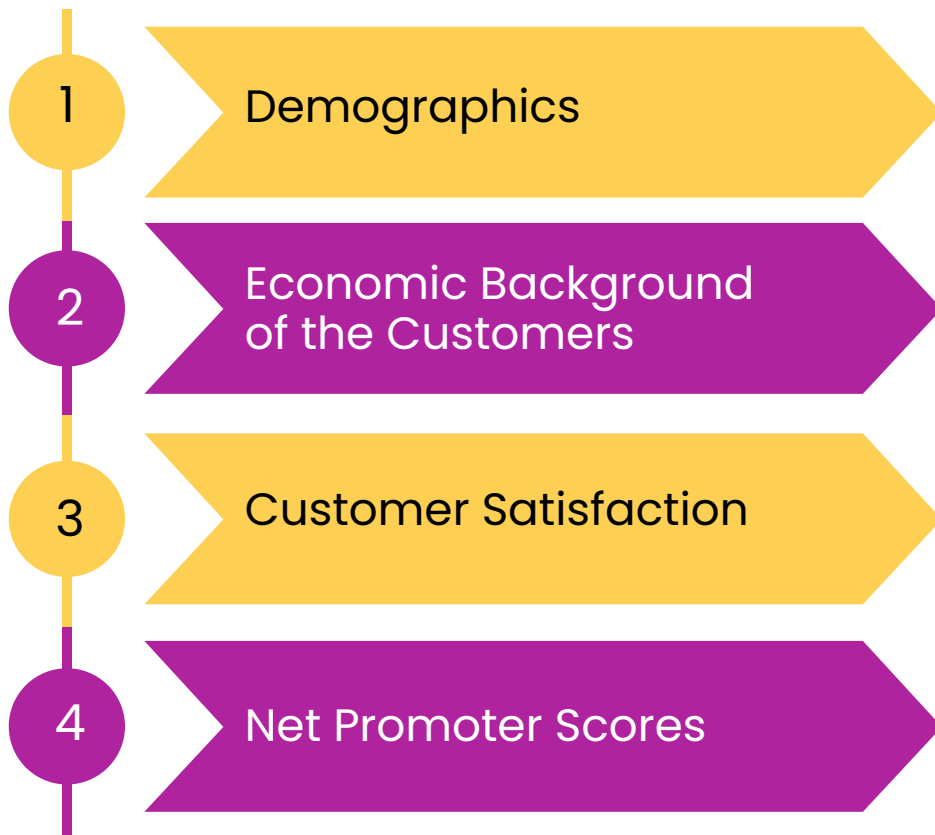 1
Demographics
2
Economic Background
of the Customers
3
Customer Satisfaction
4
Net Promoter Scores